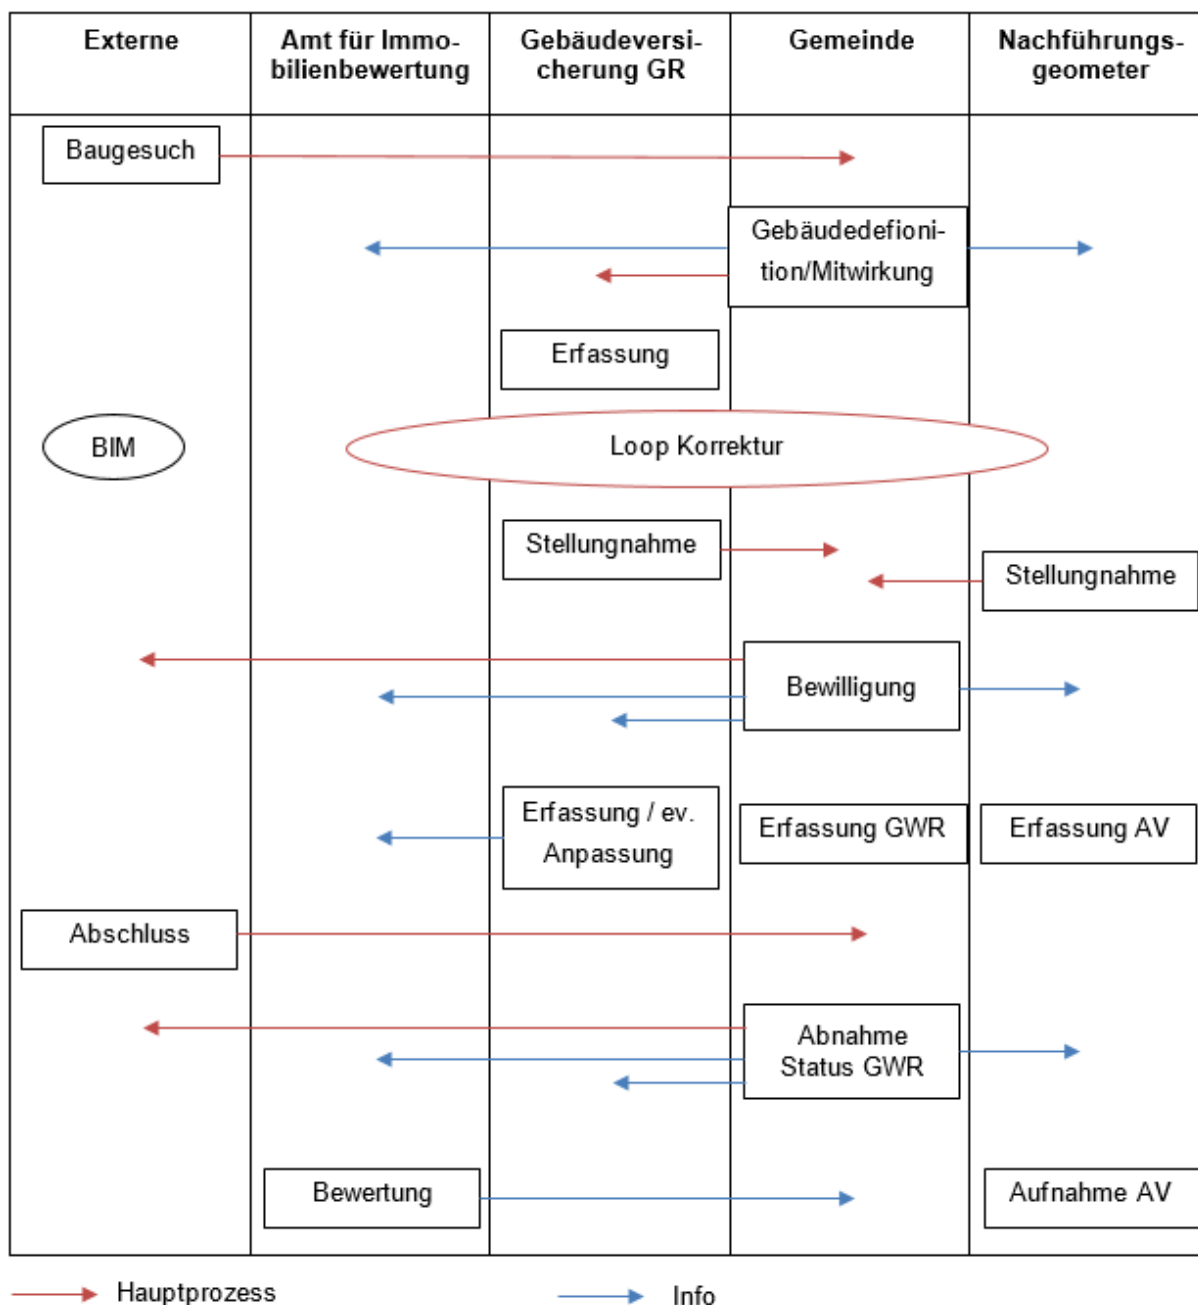 Externe
Amt für Immo-
bilienbewertung
Gebäudeversi-
cherung GR
Gemeinde
Nachführungs-
geometer
Baugesuch
Gebäudedefioni-
tion/Mitwirkung
Erfassung
BIM
Loop Korrektur
Stellungnahme
Stellungnahme
Bewilligung
Erfassung / ev.
Anpassung
Erfassung GWR
Erfassung AV
Abschluss
Abnahme
Status GWR
Bewertung
Aufnahme AV
Hauptprozess
Info